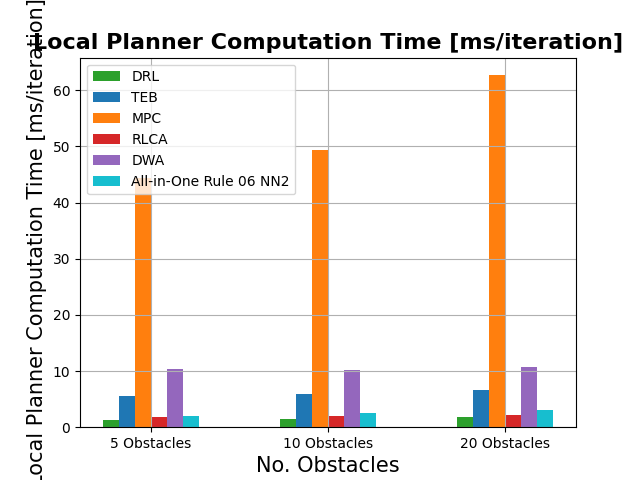 Local Planner Computation Time [ms/iteration]
Local Planner Computation Time [ms/iteration]
60
50
40
30
20
10
0
DRL
TEB
MPC
RLCA
DWA
All-in-One Rule 06 NN2
5 Obstacles
10 Obstacles
20 Obstacles
No. Obstacles